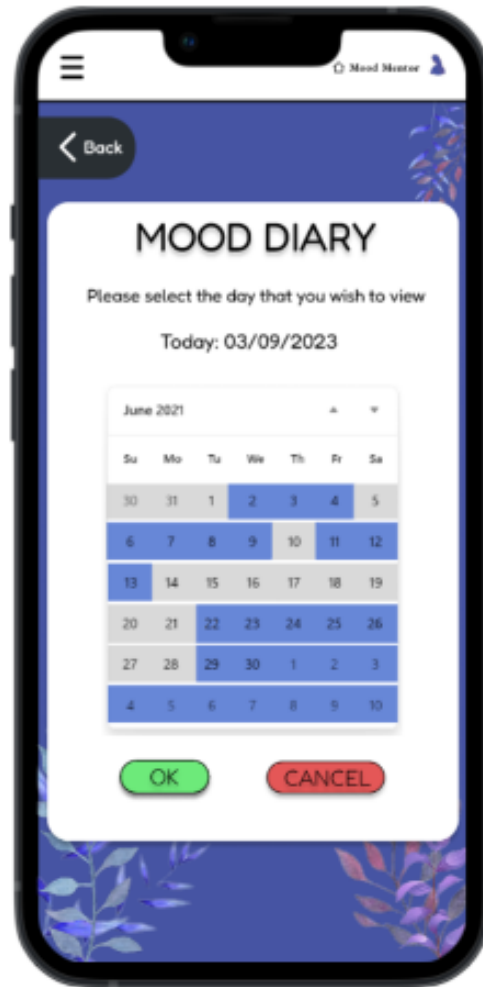 Mood Mentor
Back
MOOD DIARY
Please select the day that you wish to view
Today: 03/09/2023
June 2021
Su Mo Tu We Th Fr Sa
30 31 1 2 3 4 5
6 7 8 9 10 11 12
13 14 15 16 17 18 19
20 21 22 23 24 25 26
27 28 29 30 1 2 3
4 5 6 7 8 9 10
OK CANCEL